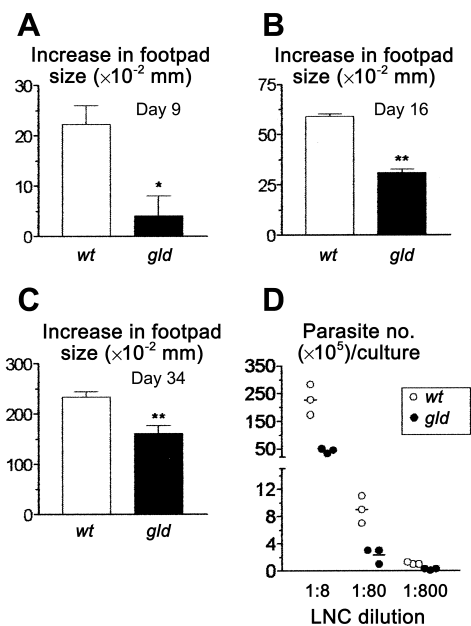 A
Increase in footpad
size (×10-2 mm)
30
20
10
0
Day 9
*
wt
gld
B
Increase in footpad
size (×10-2 mm)
75
50
25
0
Day 16
**
wt
gld
C
Increase in footpad
size (×10-2 mm)
300
200
100
0
Day 34
**
wt
gld
D
Parasite no.
(×10⁵)/culture
350
250
150
50
12
8
4
0
wt
gld
1:8
1:80
1:800
LNC dilution